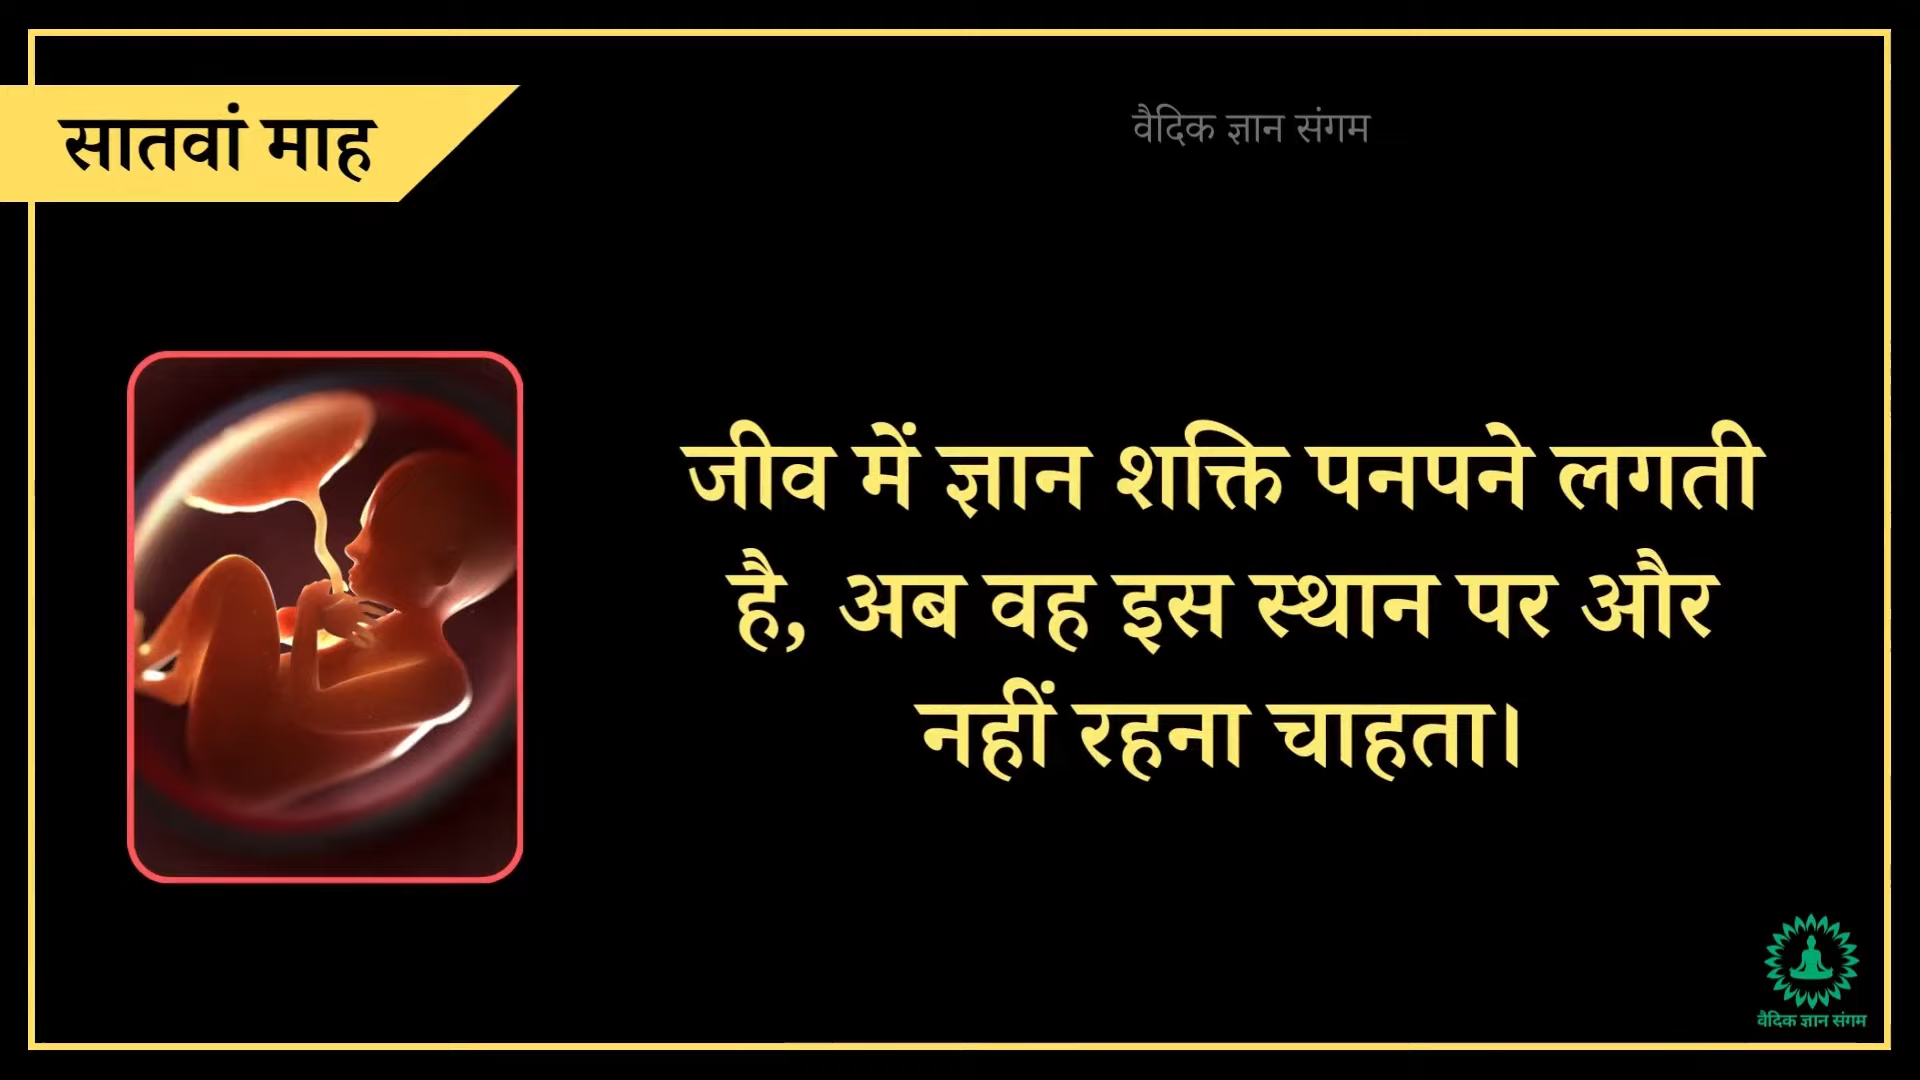 सातवां माह
वैदिक ज्ञान संगम
जीव में ज्ञान शक्ति पनपने लगती
है, अब वह इस स्थान पर और
नहीं रहना चाहता।
वैदिक ज्ञान संगम